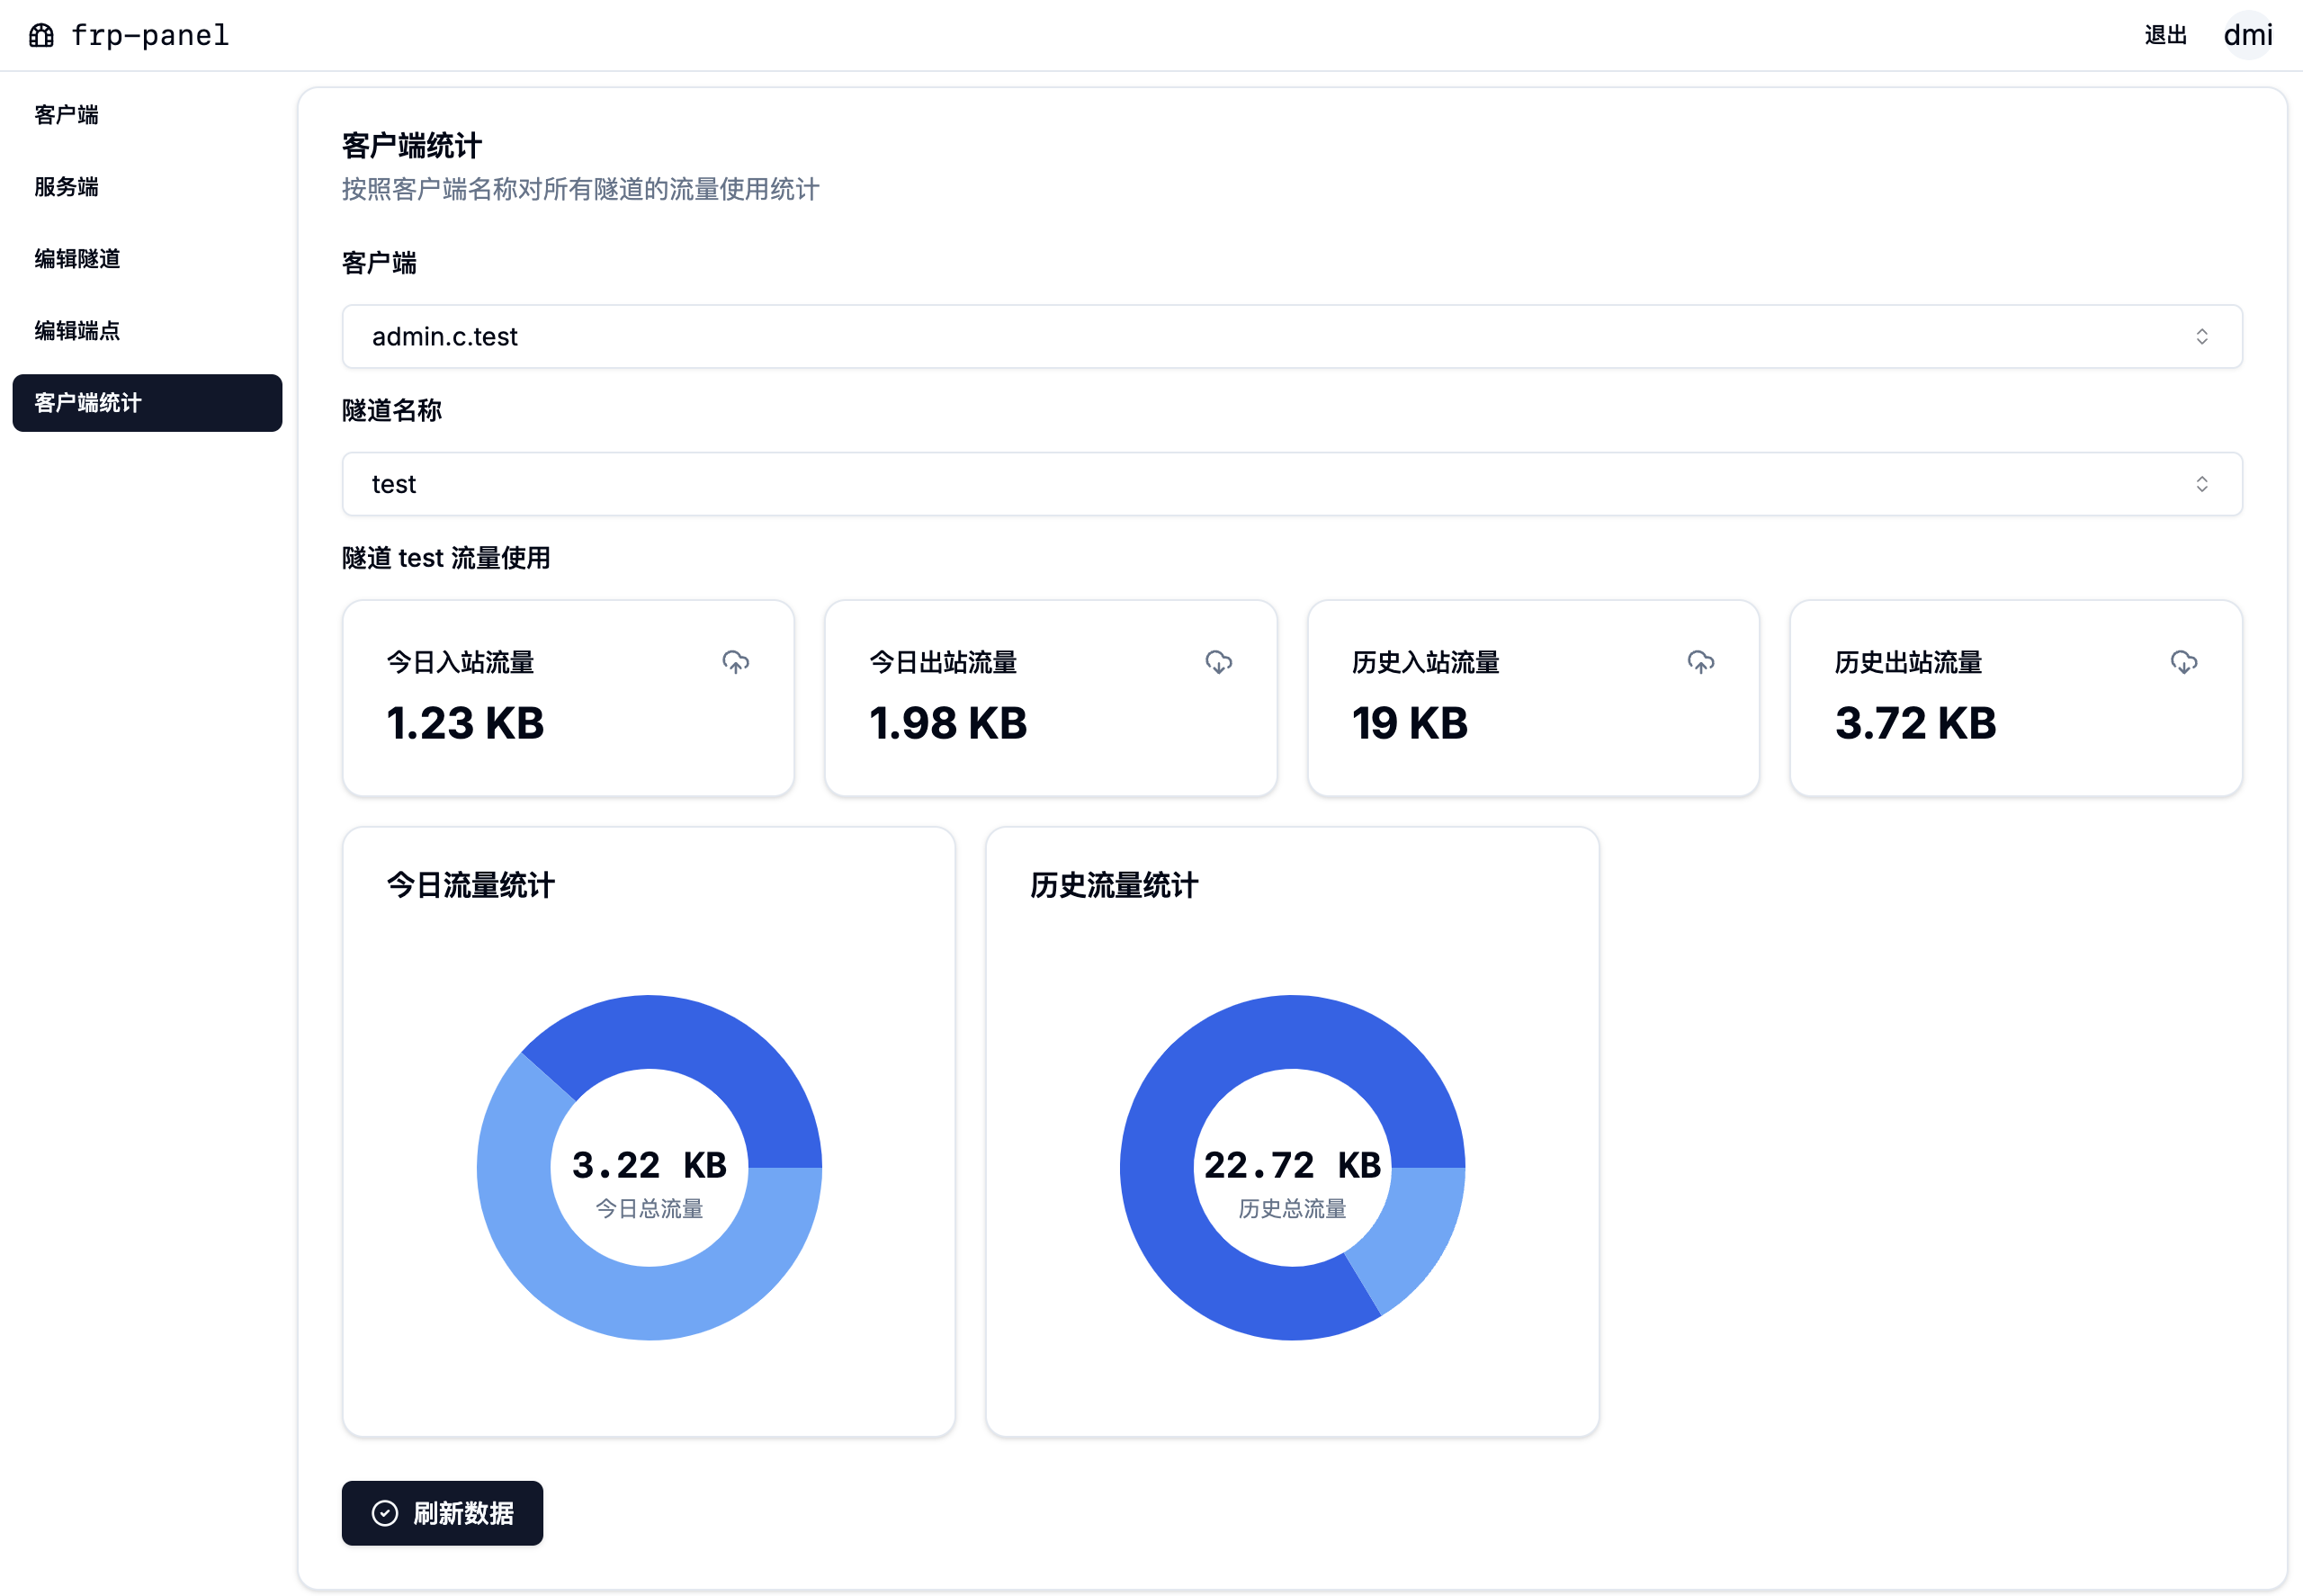 frp-panel
退出
dmi
客户端
服务端
编辑隧道
编辑端点
客户端统计
客户端统计
按照客户端名称对所有隧道的流量使用统计
客户端
admin.c.test
隧道名称
test
隧道 test 流量使用
今日入站流量
1.23 KB
今日出站流量
1.98 KB
历史入站流量
19 KB
历史出站流量
3.72 KB
今日流量统计
3.22 KB
今日总流量
历史流量统计
22.72 KB
历史总流量
刷新数据